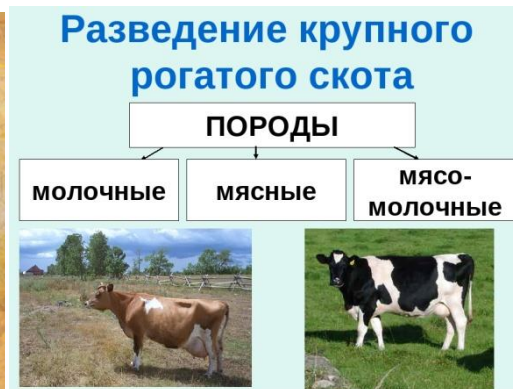 Разведение крупного
рогатого скота
ПОРОДЫ
молочные
мясные
мясо-
молочные